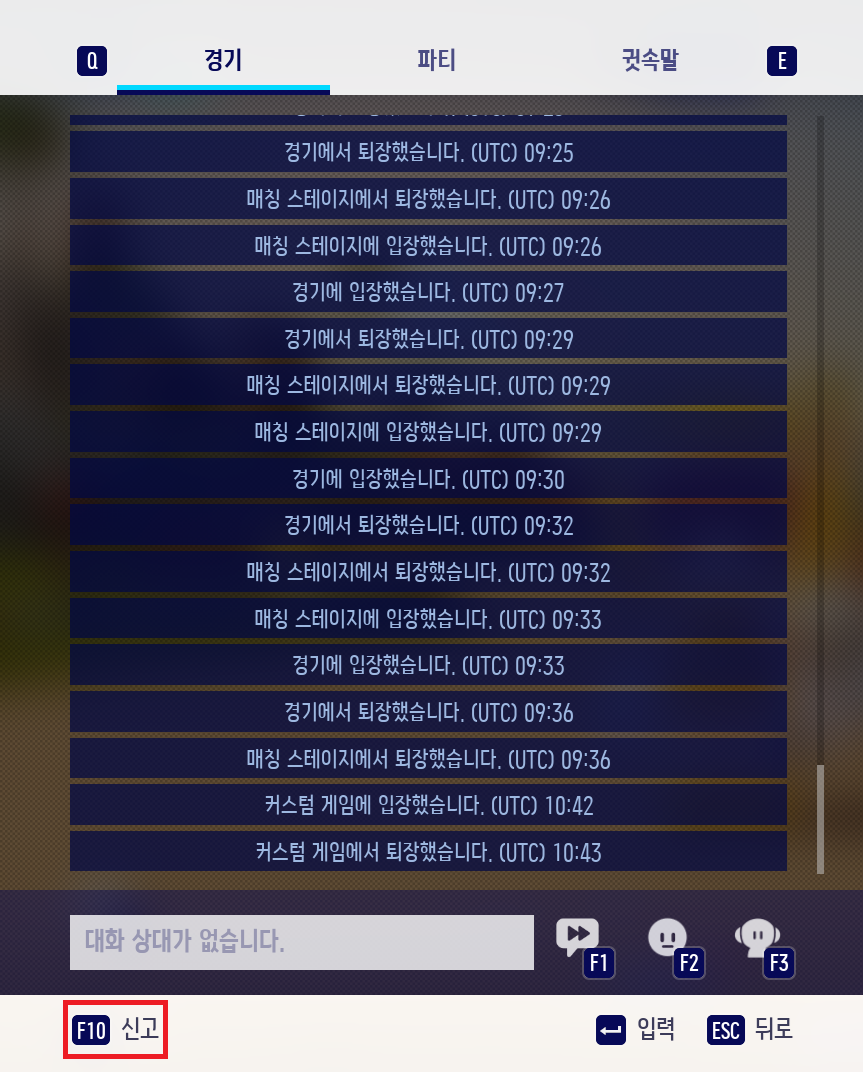 Q 경기 파티 귓속말 E
경기에서 퇴장했습니다. (UTC) 09:25
매칭 스테이지에서 퇴장했습니다. (UTC) 09:26
매칭 스테이지에 입장했습니다. (UTC) 09:26
경기에 입장했습니다. (UTC) 09:27
경기에서 퇴장했습니다. (UTC) 09:29
매칭 스테이지에서 퇴장했습니다. (UTC) 09:29
매칭 스테이지에 입장했습니다. (UTC) 09:29
경기에 입장했습니다. (UTC) 09:30
경기에서 퇴장했습니다. (UTC) 09:32
매칭 스테이지에서 퇴장했습니다. (UTC) 09:32
매칭 스테이지에 입장했습니다. (UTC) 09:33
경기에 입장했습니다. (UTC) 09:33
경기에서 퇴장했습니다. (UTC) 09:36
매칭 스테이지에서 퇴장했습니다. (UTC) 09:36
커스텀 게임에 입장했습니다. (UTC) 10:42
커스텀 게임에서 퇴장했습니다. (UTC) 10:43
대화 상대가 없습니다. F1 F2 F3
F10 신고 입력 ESC 뒤로